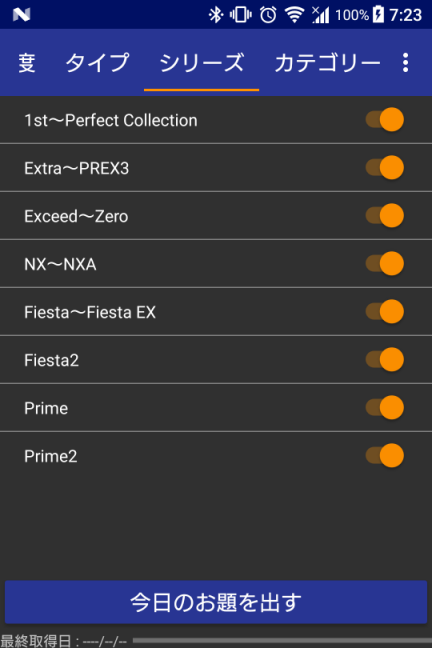 100% 7:23
度 タイプ シリーズ カテゴリー
1st～Perfect Collection
Extra～PREX3
Exceed～Zero
NX～NXA
Fiesta～Fiesta EX
Fiesta2
Prime
Prime2
今日のお題を出す
最終取得日 : ----/--/--